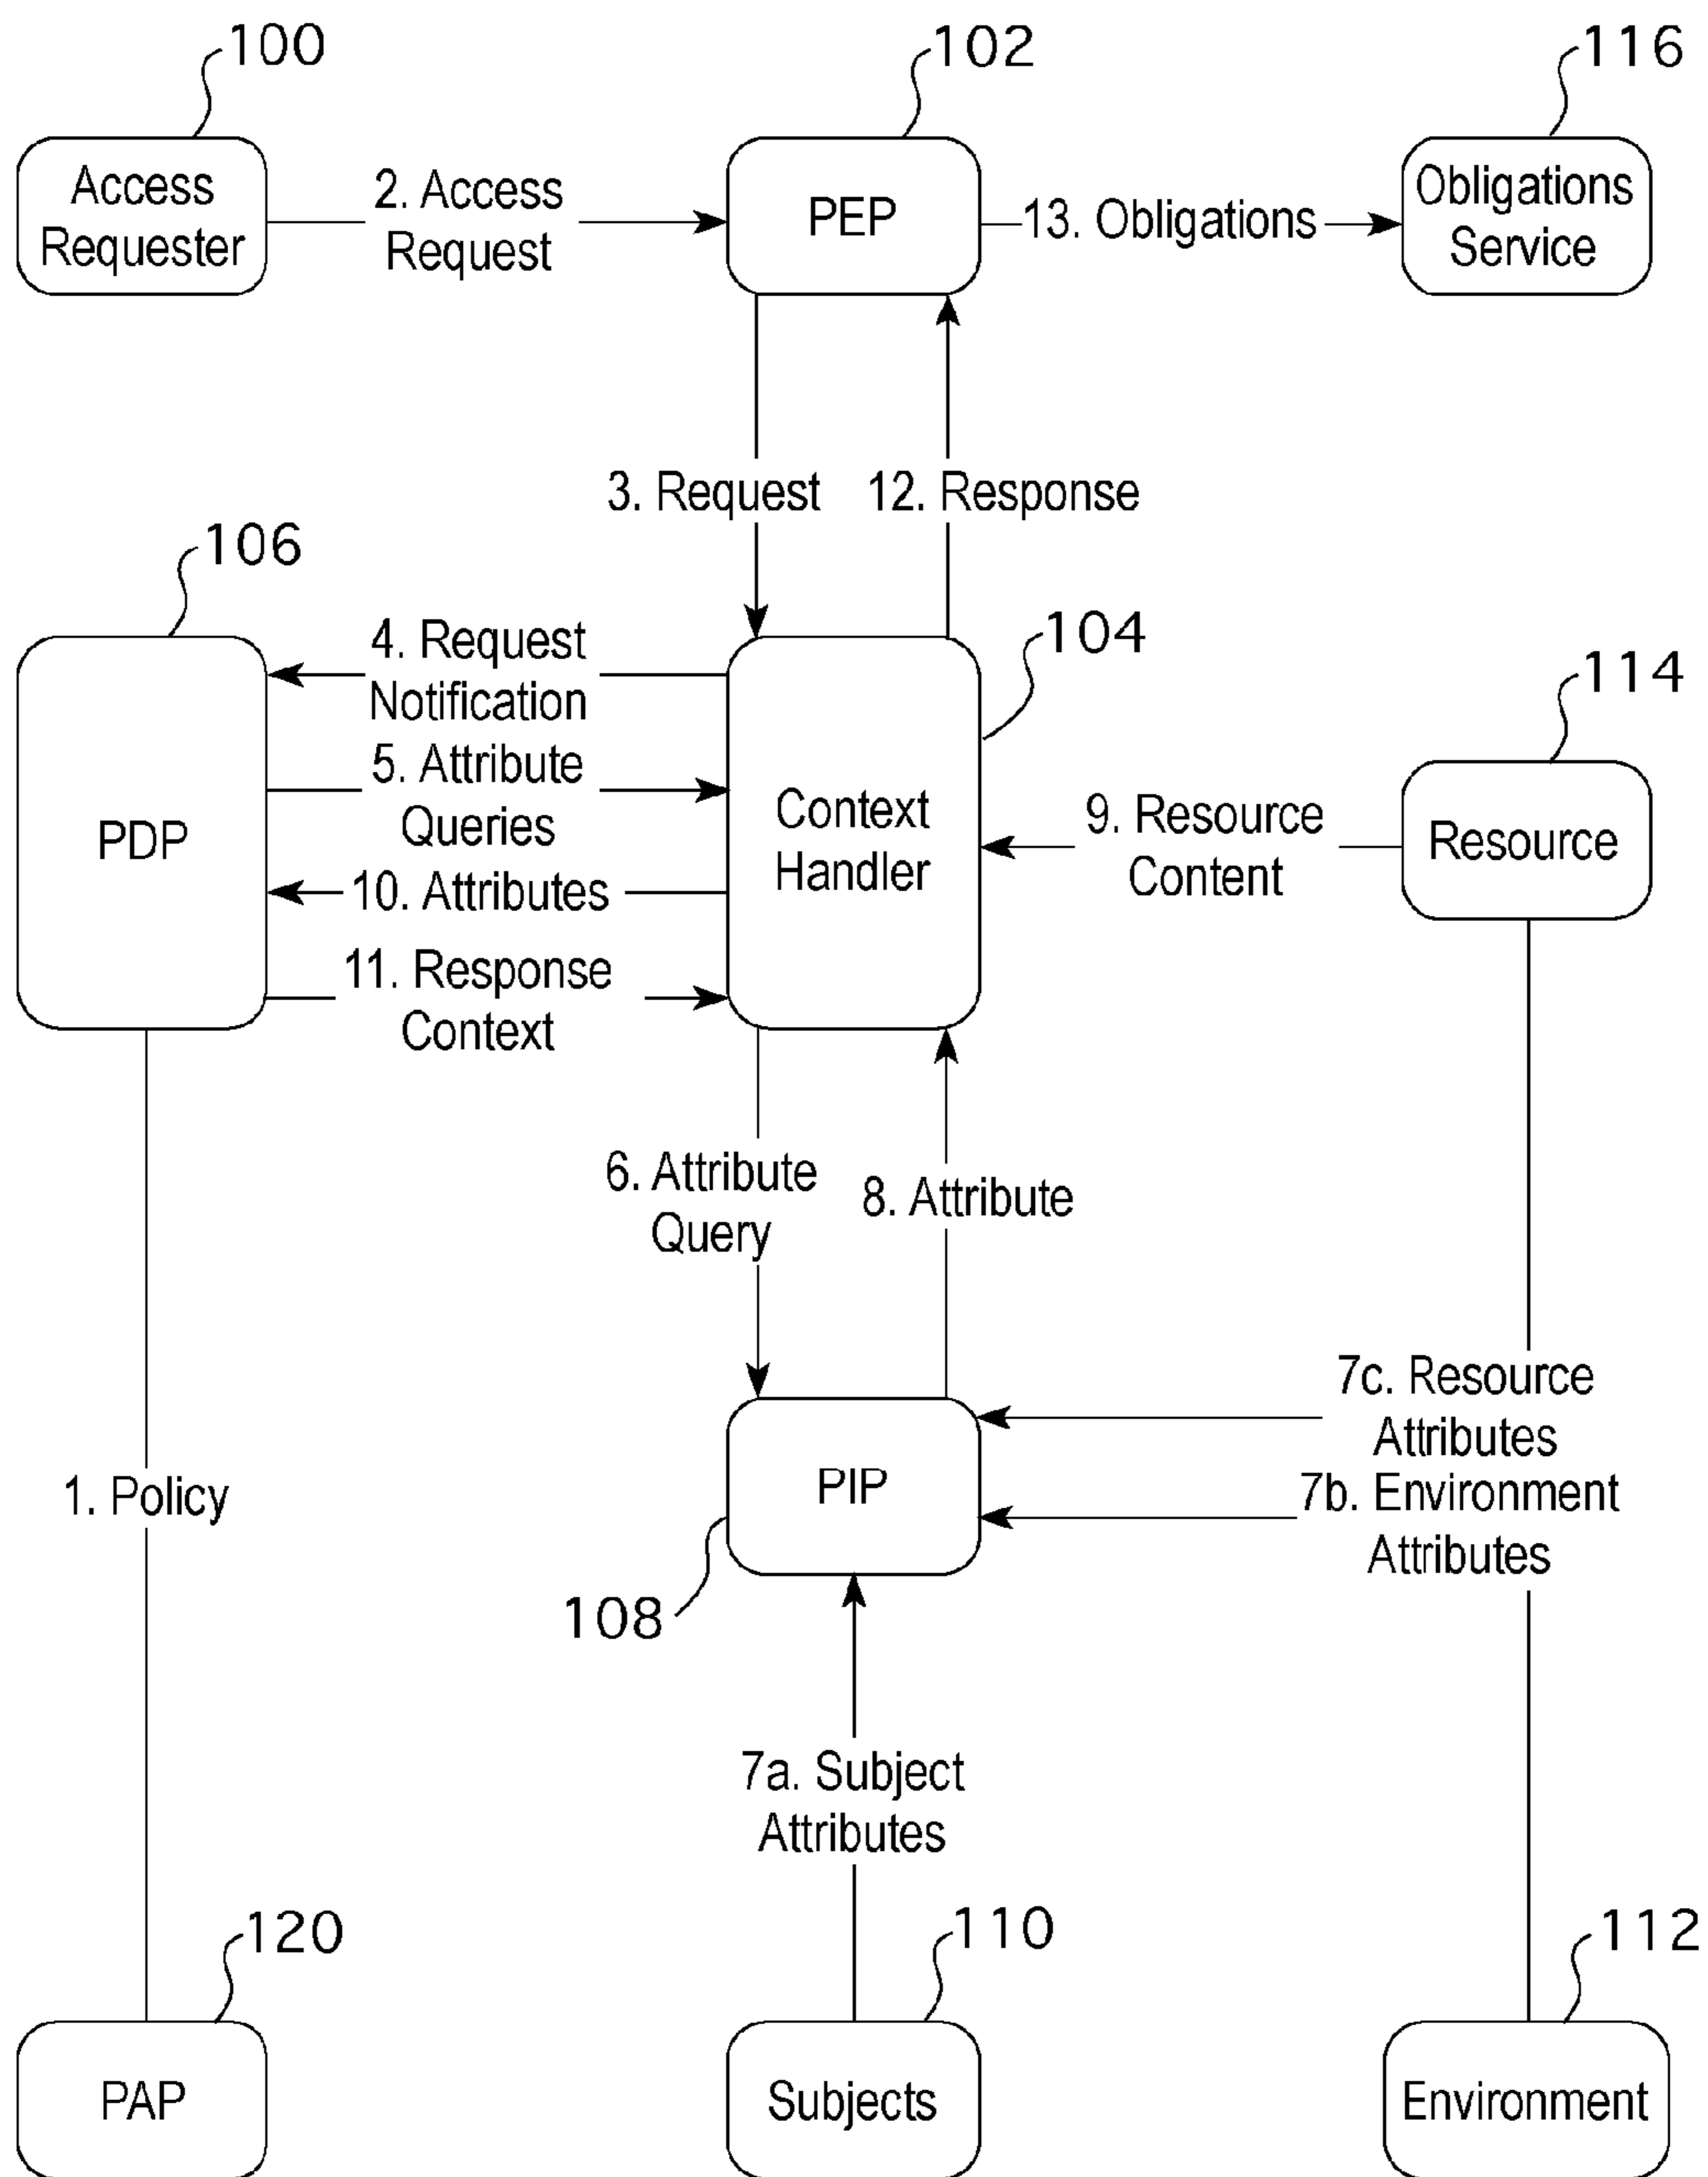 100
102
116
Access
Requester
2. Access
Request
PEP
13. Obligations
Obligations
Service
3. Request
12. Response
106
104
114
4. Request
Notification
5. Attribute
Queries
PDP
10. Attributes
11. Response
Context
Context
Handler
9. Resource
Content
Resource
6. Attribute
Query
8. Attribute
7c. Resource
Attributes
7b. Environment
Attributes
PIP
1. Policy
108
7a. Subject
Attributes
120
110
112
PAP
Subjects
Environment